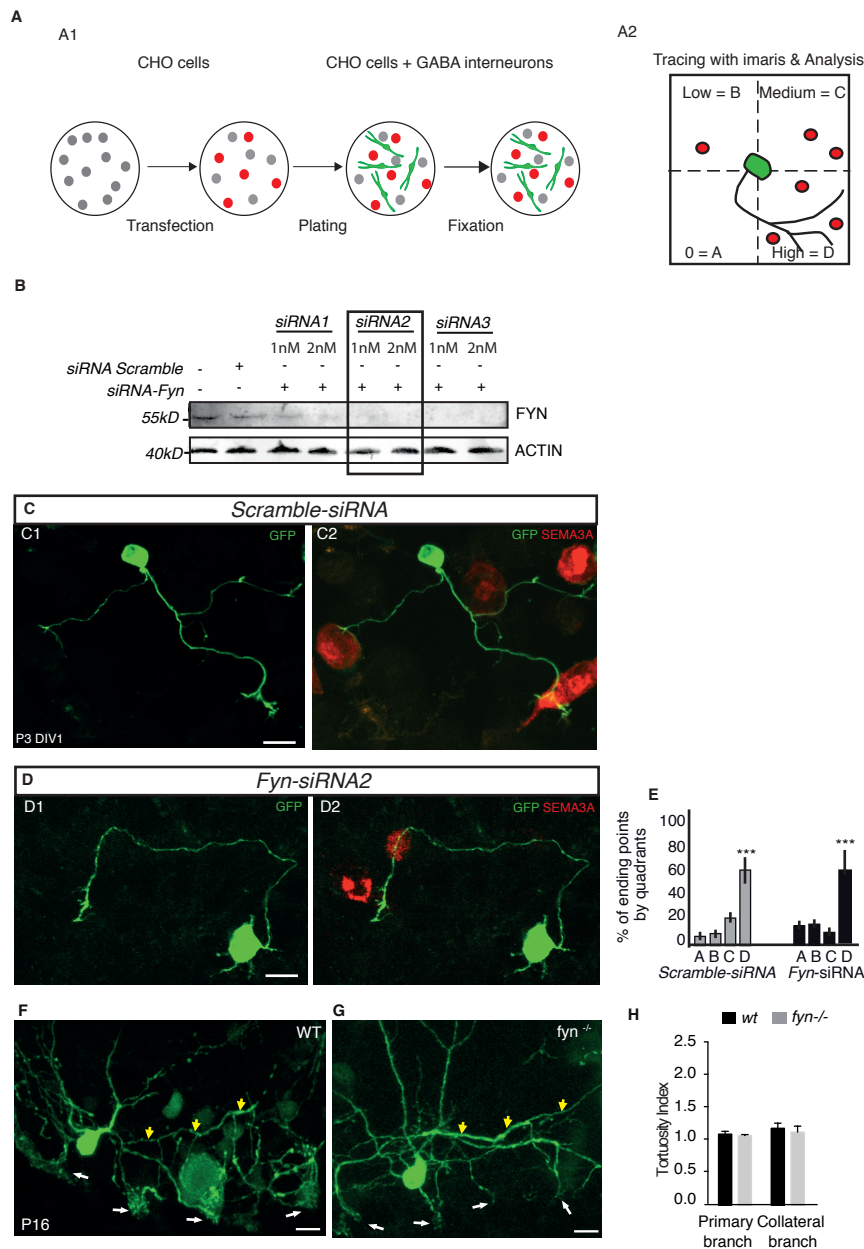 A
A1
A2
CHO cells
CHO cells + GABA interneurons
Tracing with imaris & Analysis
Low = B
Medium = C
Transfection
Plating
Fixation
0 = A
High = D
B
siRNA1
siRNA2
siRNA3
1nM 2nM 1nM 2nM 1nM 2nM
siRNA Scramble - + - - - - - -
siRNA-Fyn - - + + + + + +
55kD
FYN
40kD
ACTIN
C
Scramble-siRNA
C1
GFP
C2
GFP SEMA3A
P3 DIV1
D
Fyn-siRNA2
D1
GFP
D2
GFP SEMA3A
E
% of ending points
by quadrants
100
80
60
40
20
0
***
***
A B C D
A B C D
Scramble-siRNA
Fyn-siRNA
F
WT
P16
G
fyn -/-
H
wt
fyn-/-
Tortuosity Index
2.5
2.0
1.5
1.0
0.5
0.0
Primary
branch
Collateral
branch